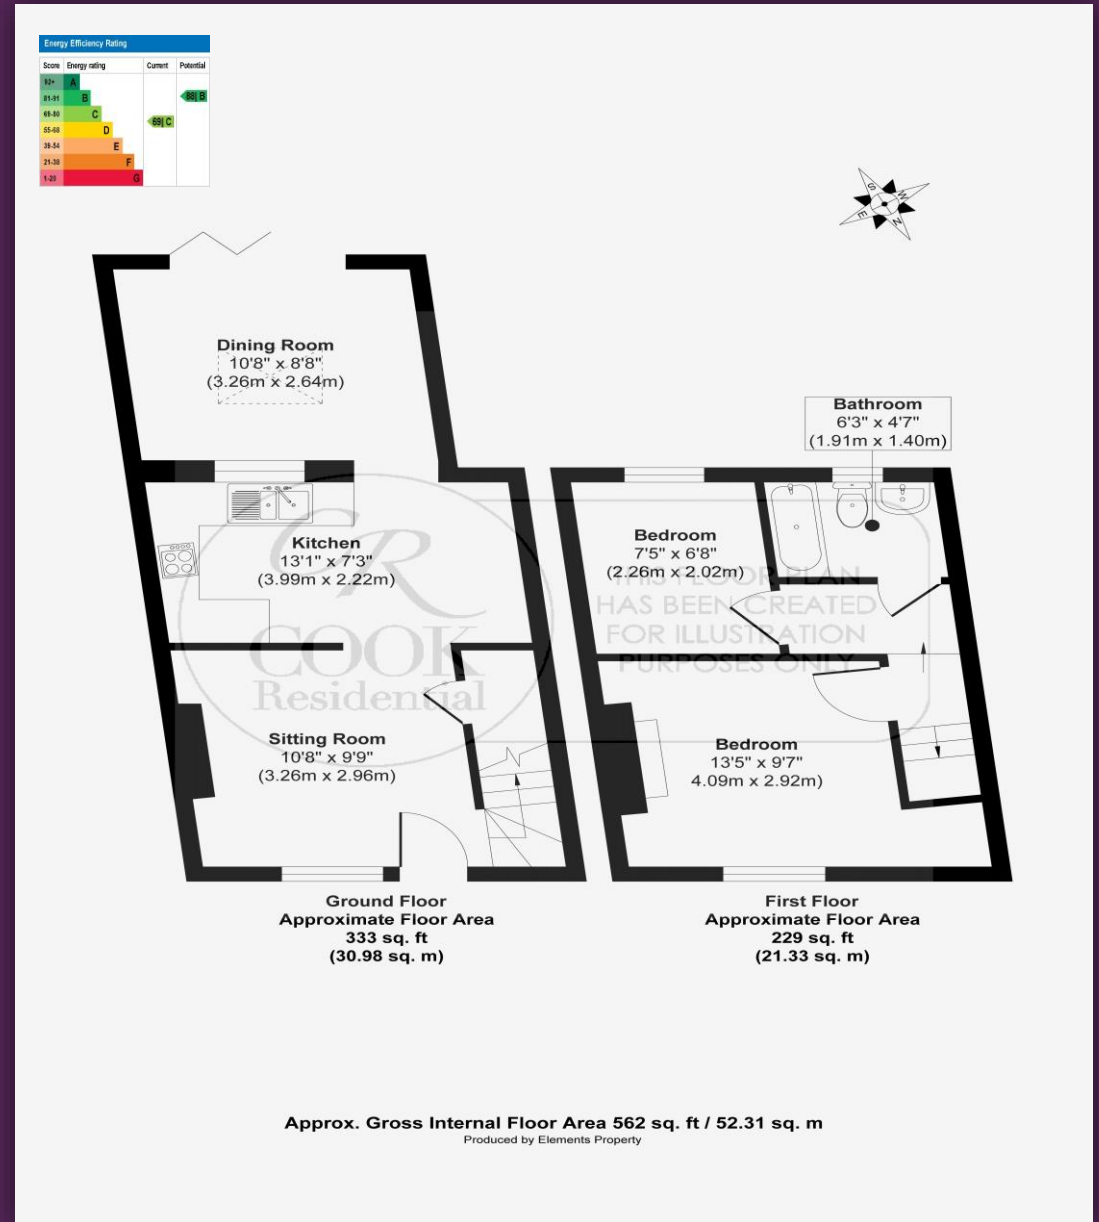 Energy Efficiency Rating
Score Energy rating Current Potential
92+ A
81-91 B 88| B
69-80 C
69| C
55-68 D
39-54 E
21-38 F
1-20 G
S W
E N
Dining Room
10'8" x 8'8"
(3.26m x 2.64m)
Bathroom
6'3" x 4'7"
(1.91m x 1.40m)
Kitchen
13'1" x 7'3"
(3.99m x 2.22m)
Bedroom
7'5" x 6'8"
(2.26m x 2.02m)
CR
COOK
Residential
THIS FLOOR PLAN
HAS BEEN CREATED
FOR ILLUSTRATION
PURPOSES ONLY
Sitting Room
10'8" x 9'9"
(3.26m x 2.96m)
Bedroom
13'5" x 9'7"
4.09m x 2.92m)
Ground Floor
Approximate Floor Area
333 sq. ft
(30.98 sq. m)
First Floor
Approximate Floor Area
229 sq. ft
(21.33 sq. m)
Approx. Gross Internal Floor Area 562 sq. ft / 52.31 sq. m
Produced by Elements Property